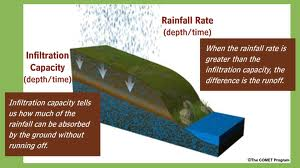 Rainfall Rate
(depth/time)
Infiltration
Capacity
(depth/time)
When the rainfall rate is
greater than the
infiltration capacity, the
difference is the runoff.
Infiltration capacity tells
us how much of the
rainfall can be absorbed
by the ground without
running off.
©The COMET Program